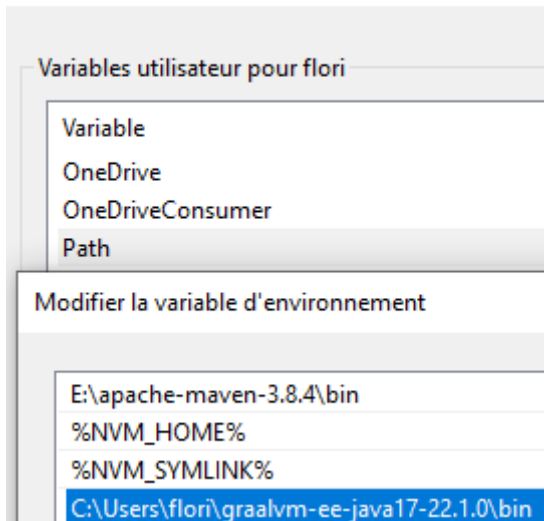 Variables utilisateur pour flori
Variable
OneDrive
OneDriveConsumer
Path
Modifier la variable d'environnement
E:\apache-maven-3.8.4\bin
%NVM_HOME%
%NVM_SYMLINK%
C:\Users\flori\graalvm-ee-java17-22.1.0\bin